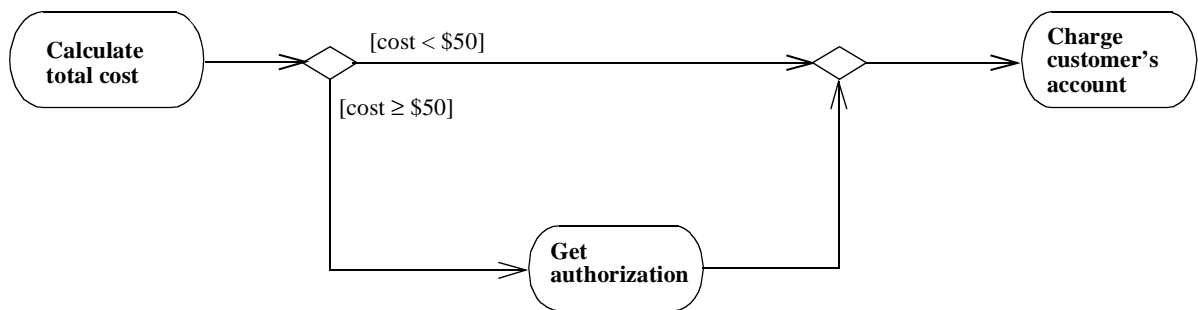 Calculate
total cost
[cost < $50]
[cost ≥ $50]
Get
authorization
Charge
customer’s
account